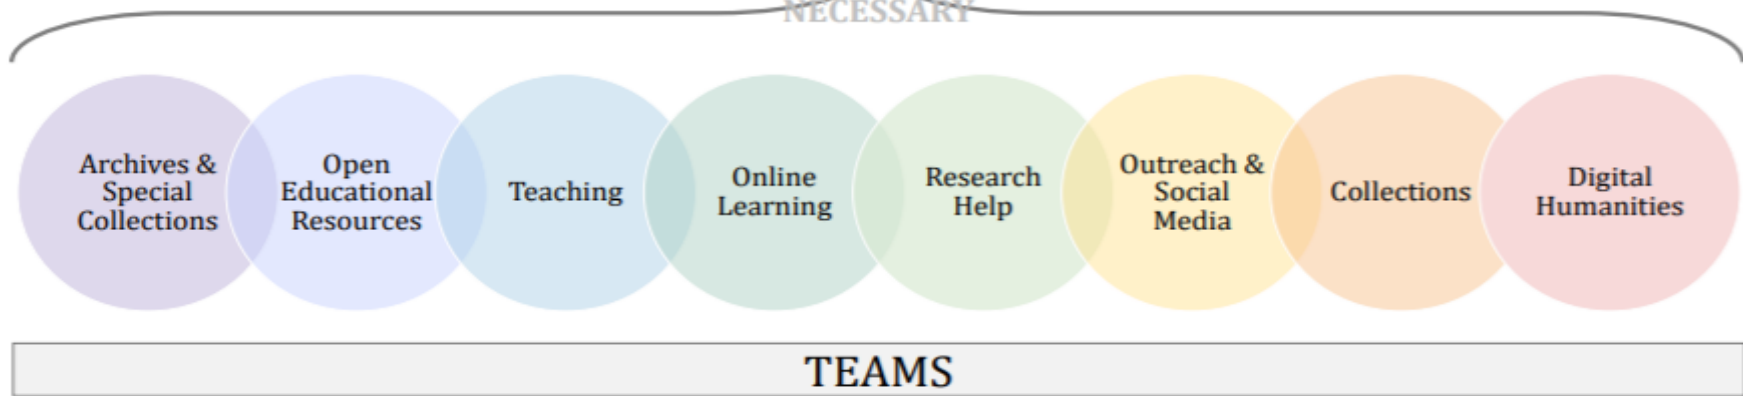 NECESSARY
Archives &
Special
Collections
Open
Educational
Resources
Teaching
Online
Learning
Research
Help
Outreach &
Social
Media
Collections
Digital
Humanities
TEAMS